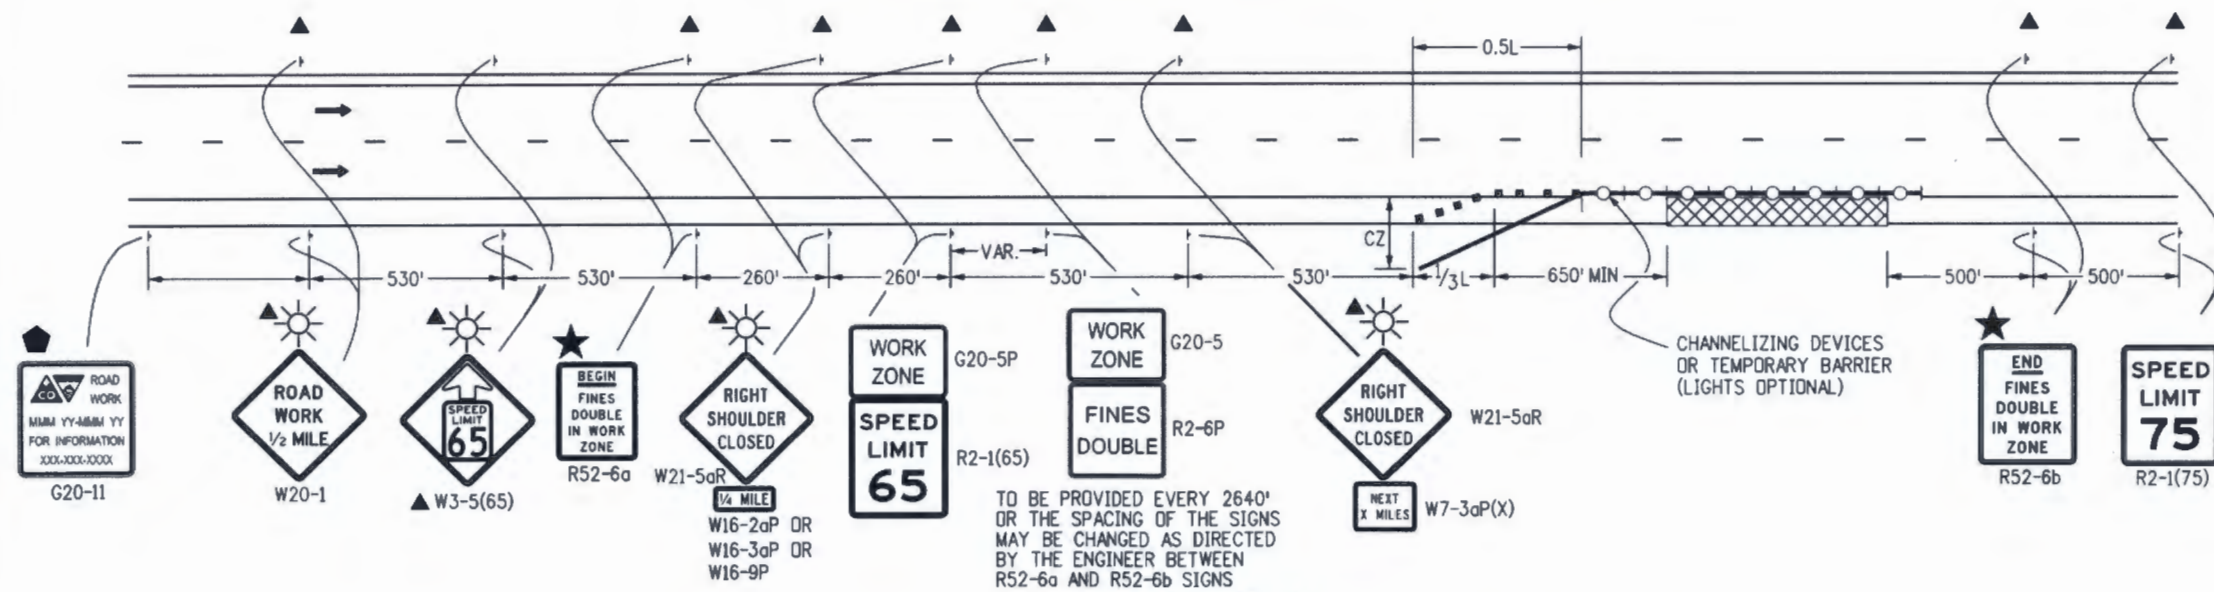 0.5L
CZ
VAR.
530'
530'
260'
260'
530'
530'
1/3L
650' MIN
500'
500'
CO
ROAD
WORK
MMM YY-MMM YY
FOR INFORMATION
XXX-XXX-XXXX
G20-11
ROAD
WORK
1/2 MILE
W20-1
SPEED
LIMIT
65
W3-5(65)
BEGIN
FINES
DOUBLE
IN WORK
ZONE
R52-6a
RIGHT
SHOULDER
CLOSED
W21-5aR
1/4 MILE
W16-2aP OR
W16-3aP OR
W16-9P
WORK
ZONE
G20-5P
SPEED
LIMIT
65
R2-1(65)
WORK
ZONE
G20-5
FINES
DOUBLE
R2-6P
TO BE PROVIDED EVERY 2640'
OR THE SPACING OF THE SIGNS
MAY BE CHANGED AS DIRECTED
BY THE ENGINEER BETWEEN
R52-6a AND R52-6b SIGNS
RIGHT
SHOULDER
CLOSED
W21-5aR
NEXT
X MILES
W7-3aP(X)
CHANNELIZING DEVICES
OR TEMPORARY BARRIER
(LIGHTS OPTIONAL)
END
FINES
DOUBLE
IN WORK
ZONE
R52-6b
SPEED
LIMIT
75
R2-1(75)